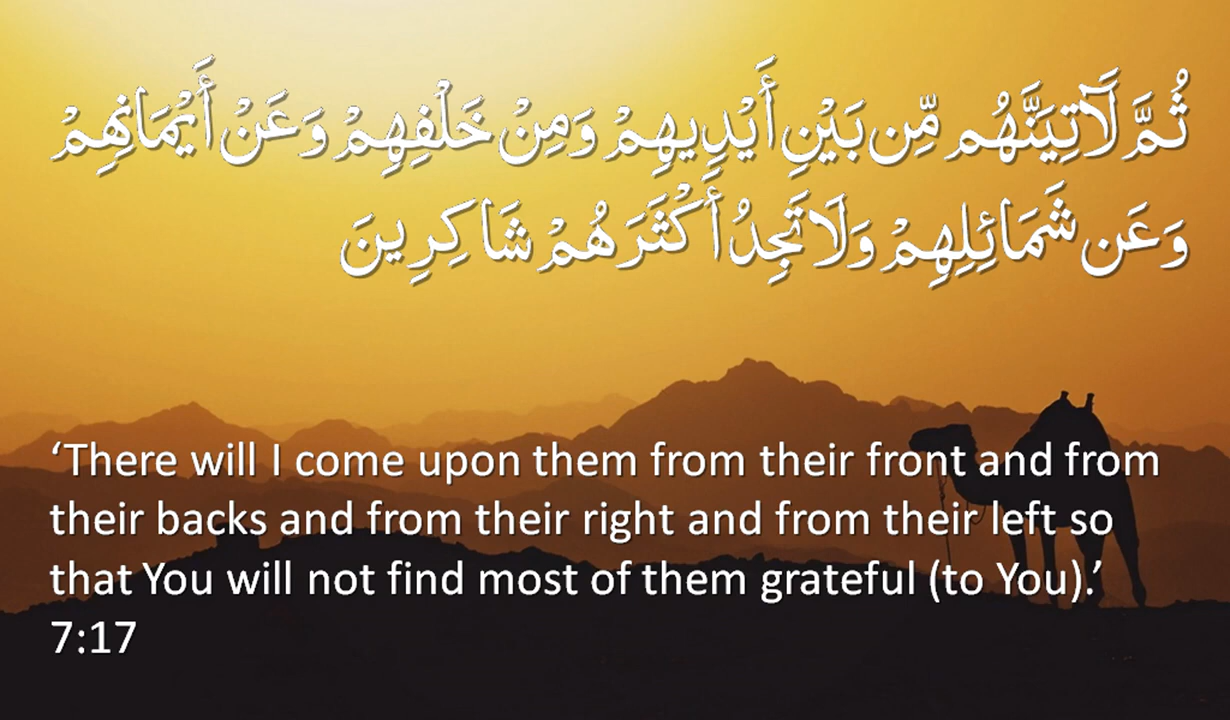 ثُمَّ لَآتِيَنَّهُم مِّن بَيْنِ أَيْدِيهِمْ وَمِنْ خَلْفِهِمْ وَعَنْ أَيْمَانِهِمْ
وَعَن شَمَائِلِهِمْ وَلَا تَجِدُ أَكْثَرَهُمْ شَاكِرِينَ
‘There will I come upon them from their front and from
their backs and from their right and from their left so
that You will not find most of them grateful (to You).’
7:17